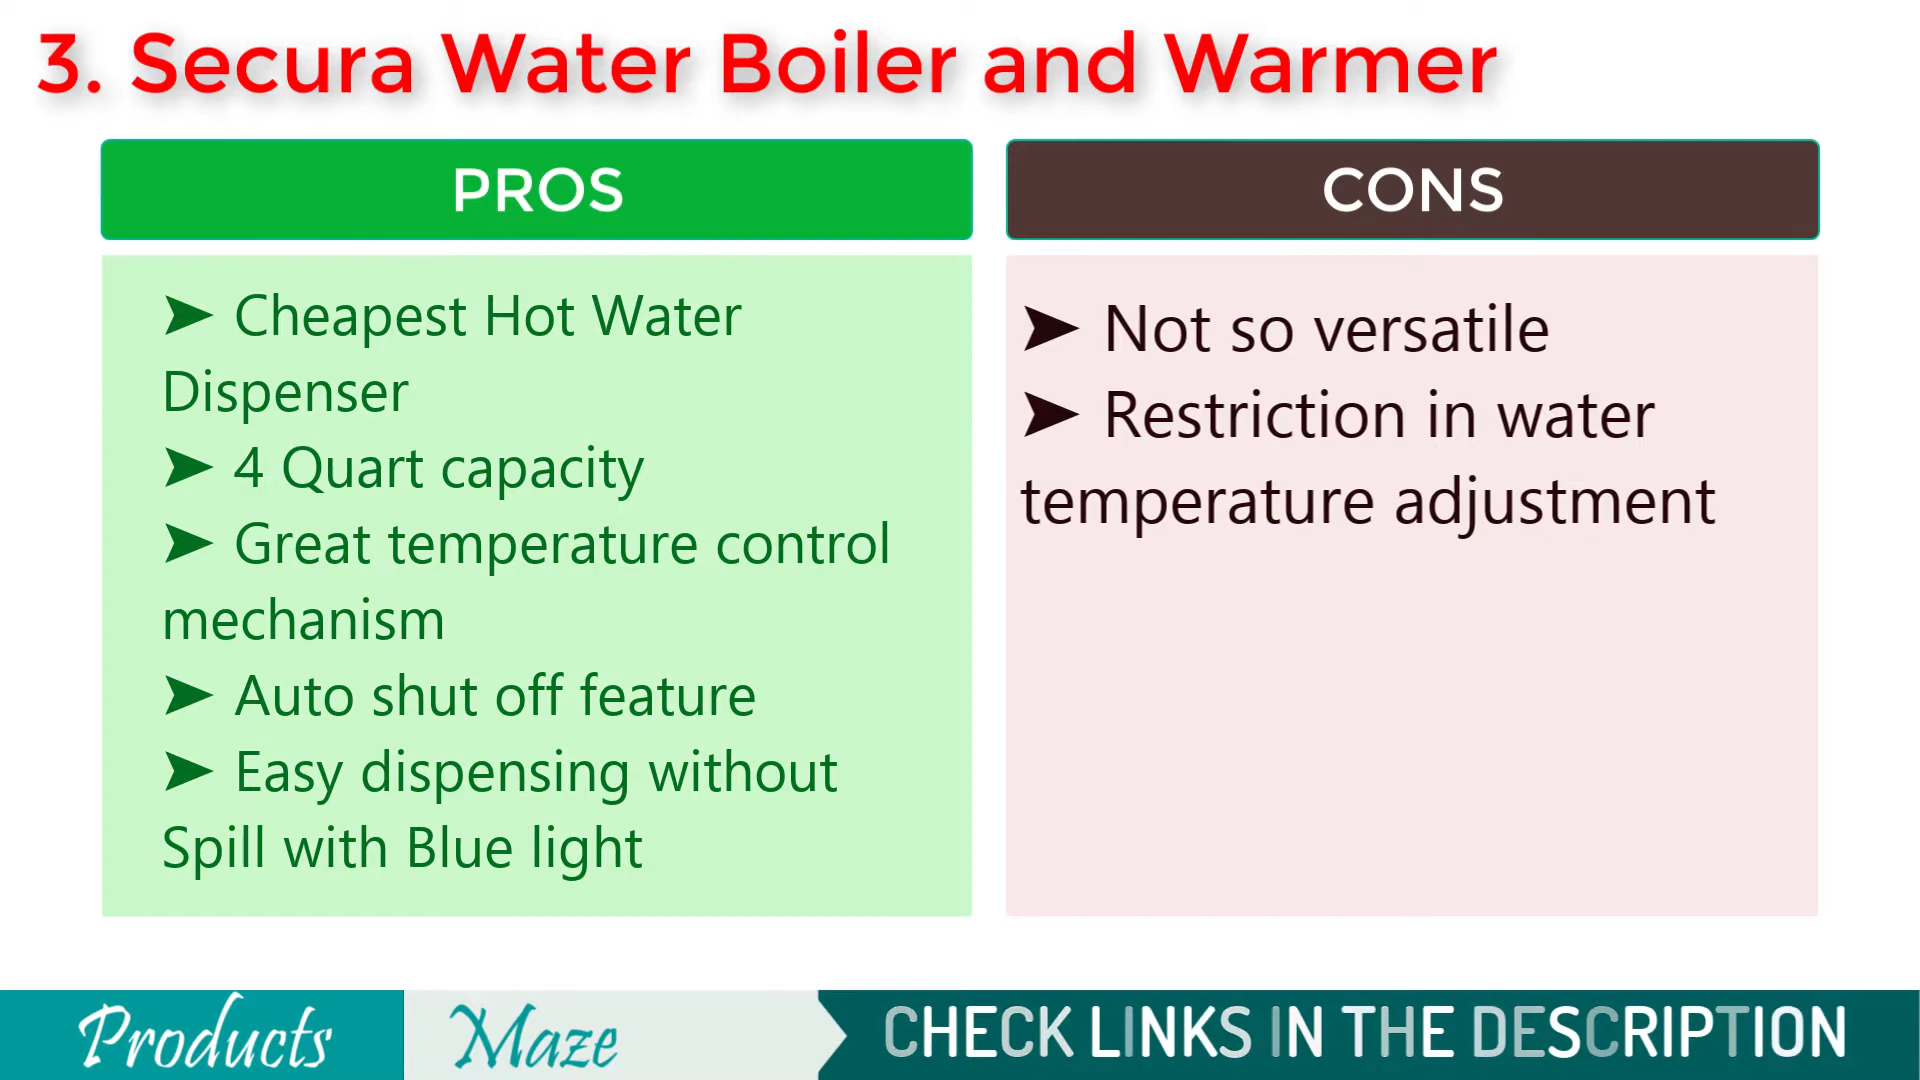 3. Secura Water Boiler and Warmer
PROS
➤ Cheapest Hot Water
Dispenser
➤ 4 Quart capacity
➤ Great temperature control
mechanism
➤ Auto shut off feature
➤ Easy dispensing without
Spill with Blue light
CONS
➤ Not so versatile
➤ Restriction in water
temperature adjustment
Products Maze
CHECK LINKS IN THE DESCRIPTION